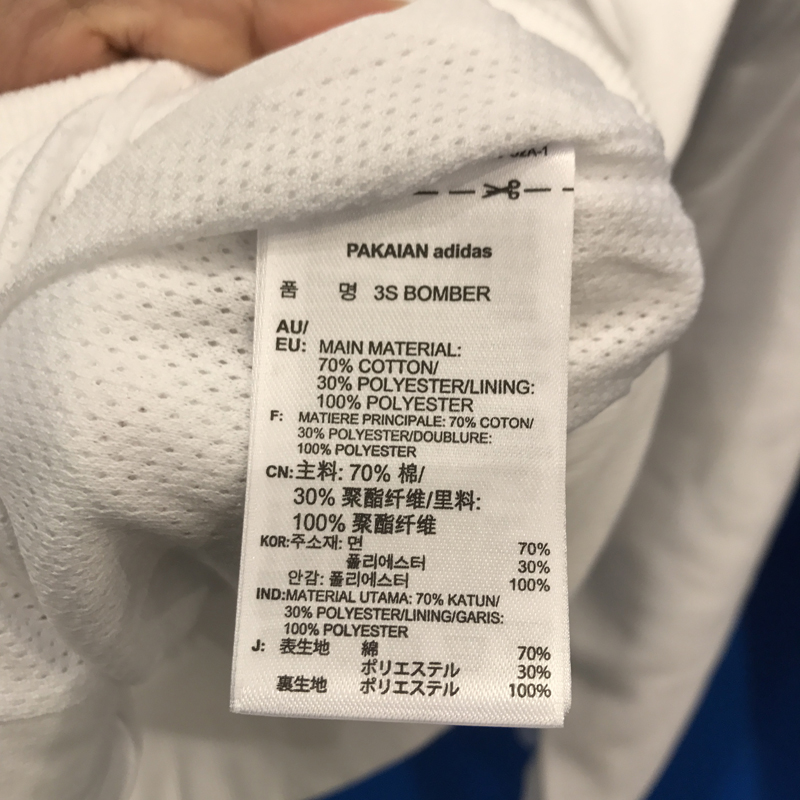 PAKAIAN adidas
품 명 3S BOMBER
AU/
EU: MAIN MATERIAL:
70% COTTON/
30% POLYESTER/LINING:
100% POLYESTER
F: MATIERE PRINCIPALE: 70% COTON/
30% POLYESTER/DOUBLURE:
100% POLYESTER
CN:主料: 70% 棉/
30% 聚酯纤维/里料:
100% 聚酯纤维
KOR:주소재: 면 70%
폴리에스터 30%
안감: 폴리에스터 100%
IND:MATERIAL UTAMA: 70% KATUN/
30% POLYESTER/LINING/GARIS:
100% POLYESTER
J: 表生地 綿 70%
ポリエステル 30%
裏生地 ポリエステル 100%